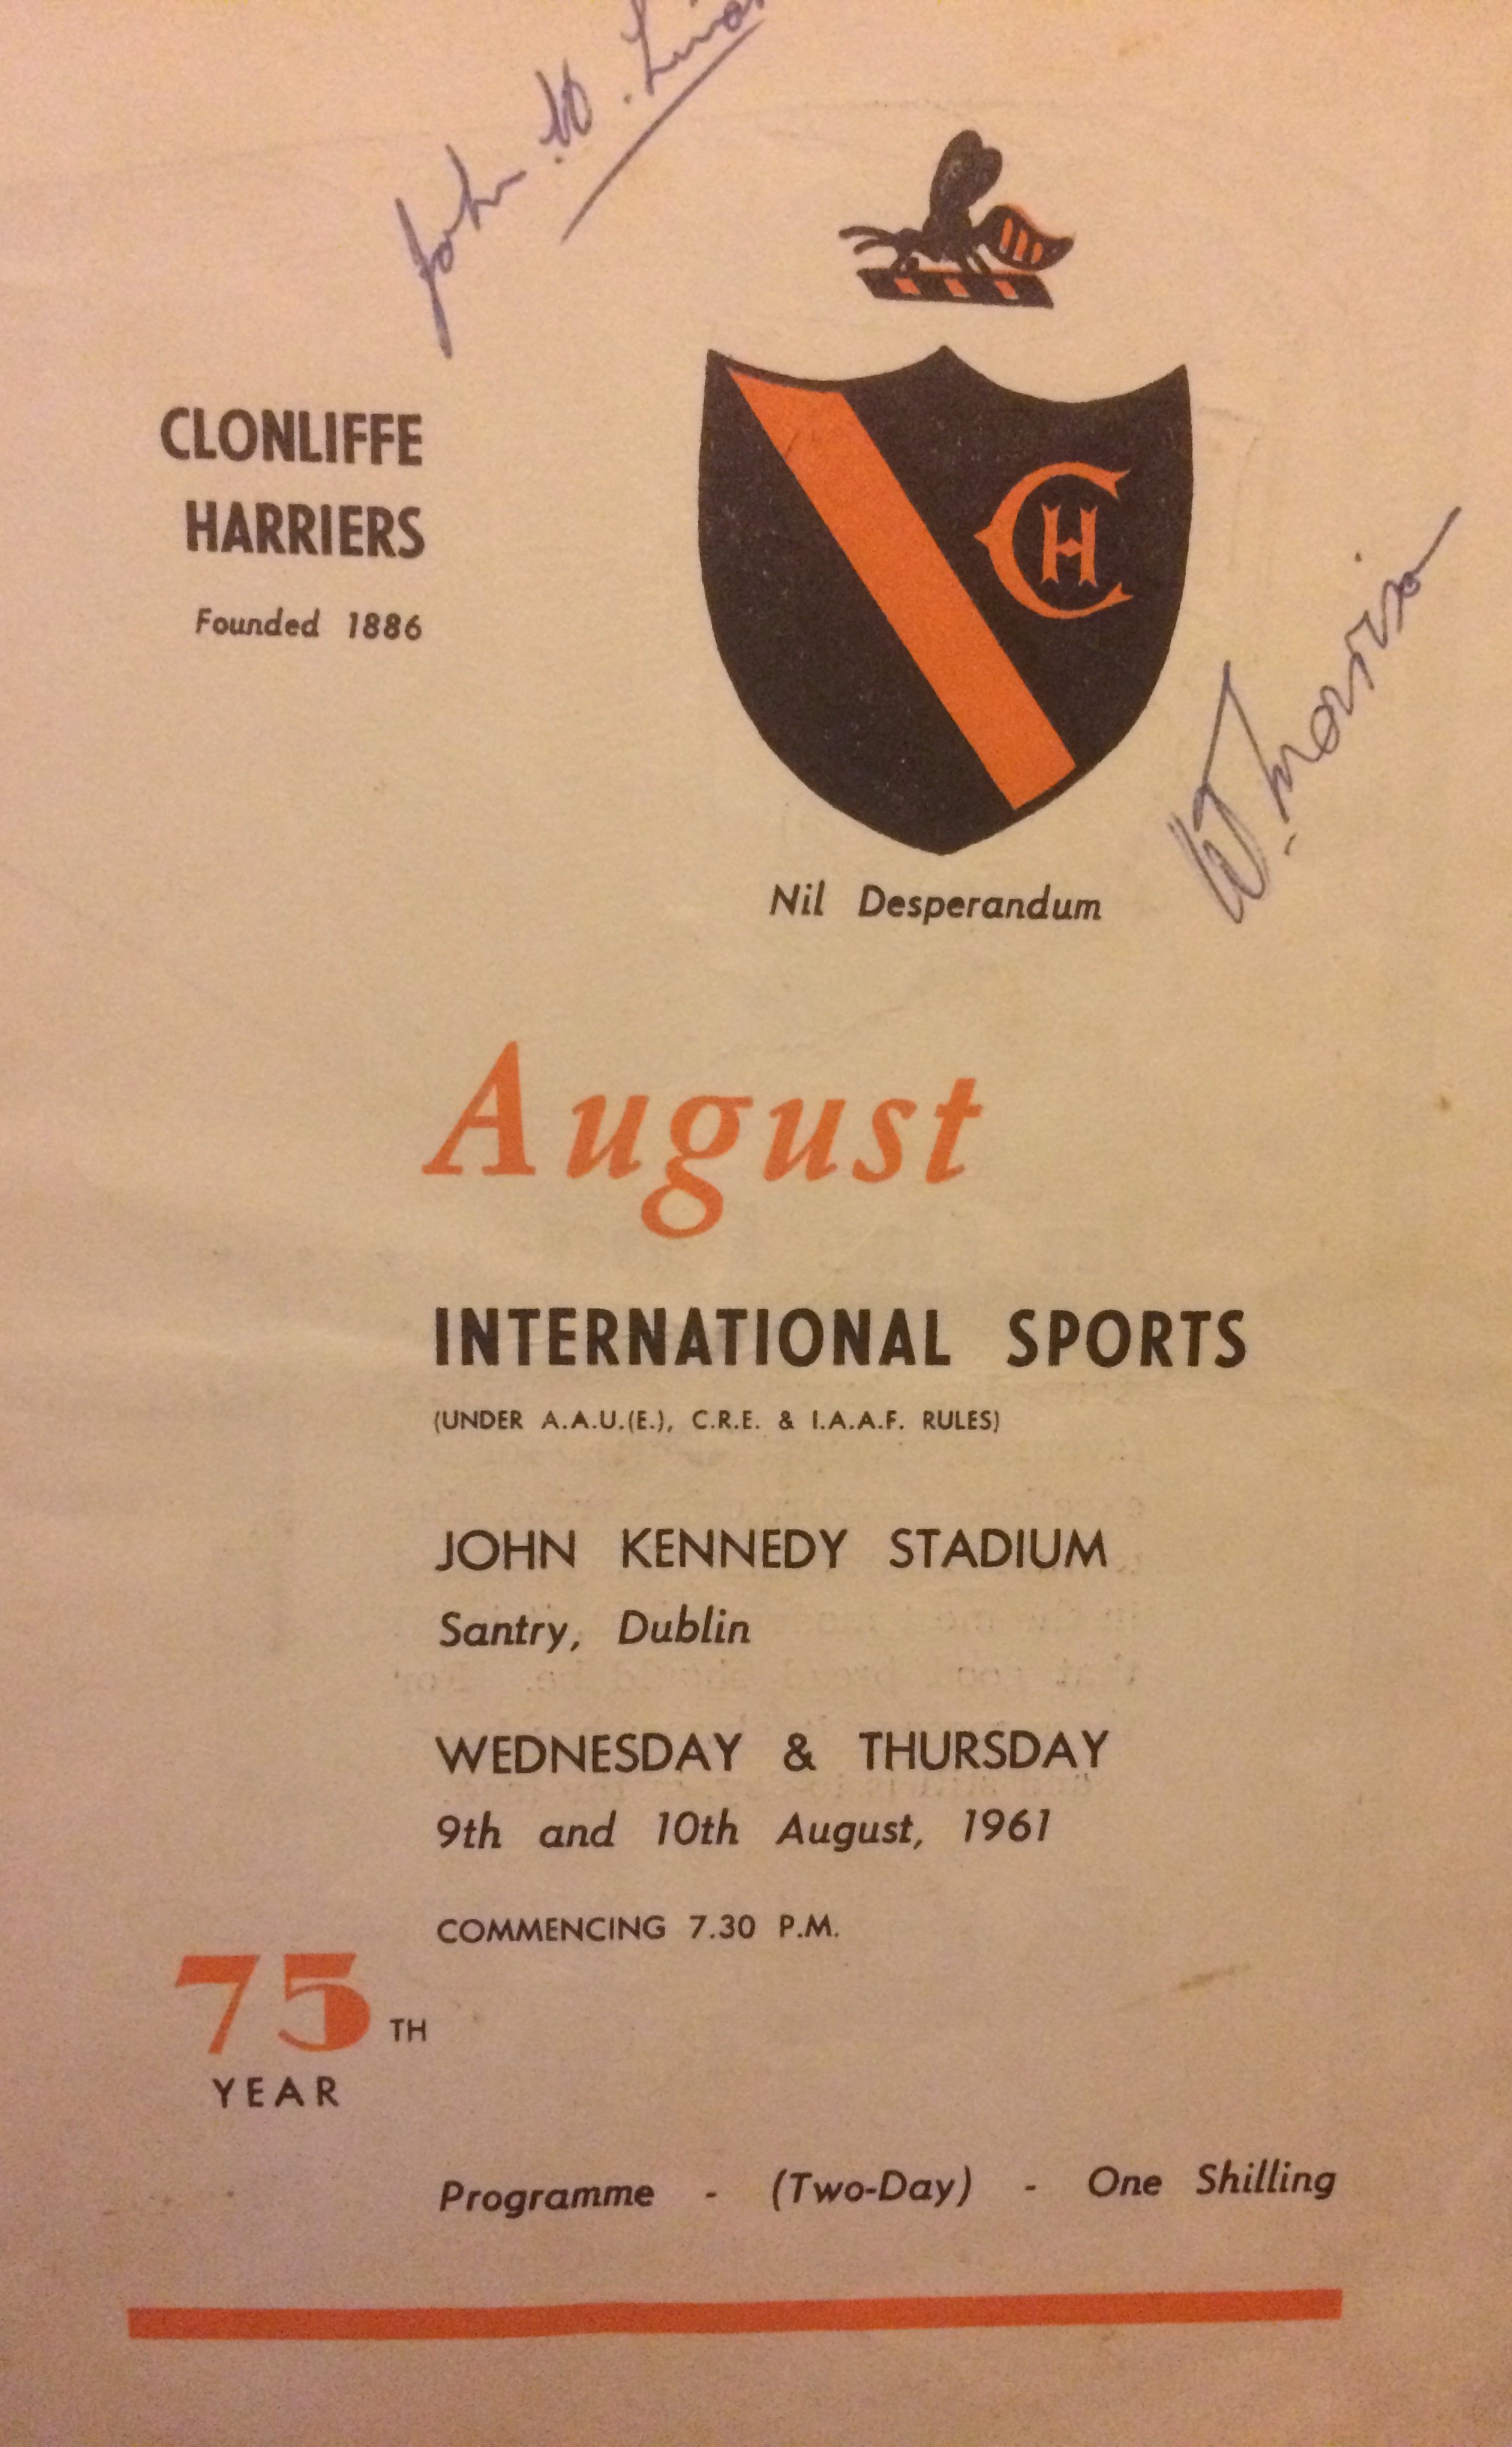 John W.
CLONLIFFE
HARRIERS
Founded 1886
CH
Nil Desperandum
August
INTERNATIONAL SPORTS
(UNDER A.A.U.(E.), C.R.E. & I.A.A.F. RULES)
JOHN KENNEDY STADIUM
Santry, Dublin
WEDNESDAY & THURSDAY
9th and 10th August, 1961
COMMENCING 7.30 P.M.
75TH
YEAR
Programme - (Two-Day) - One Shilling